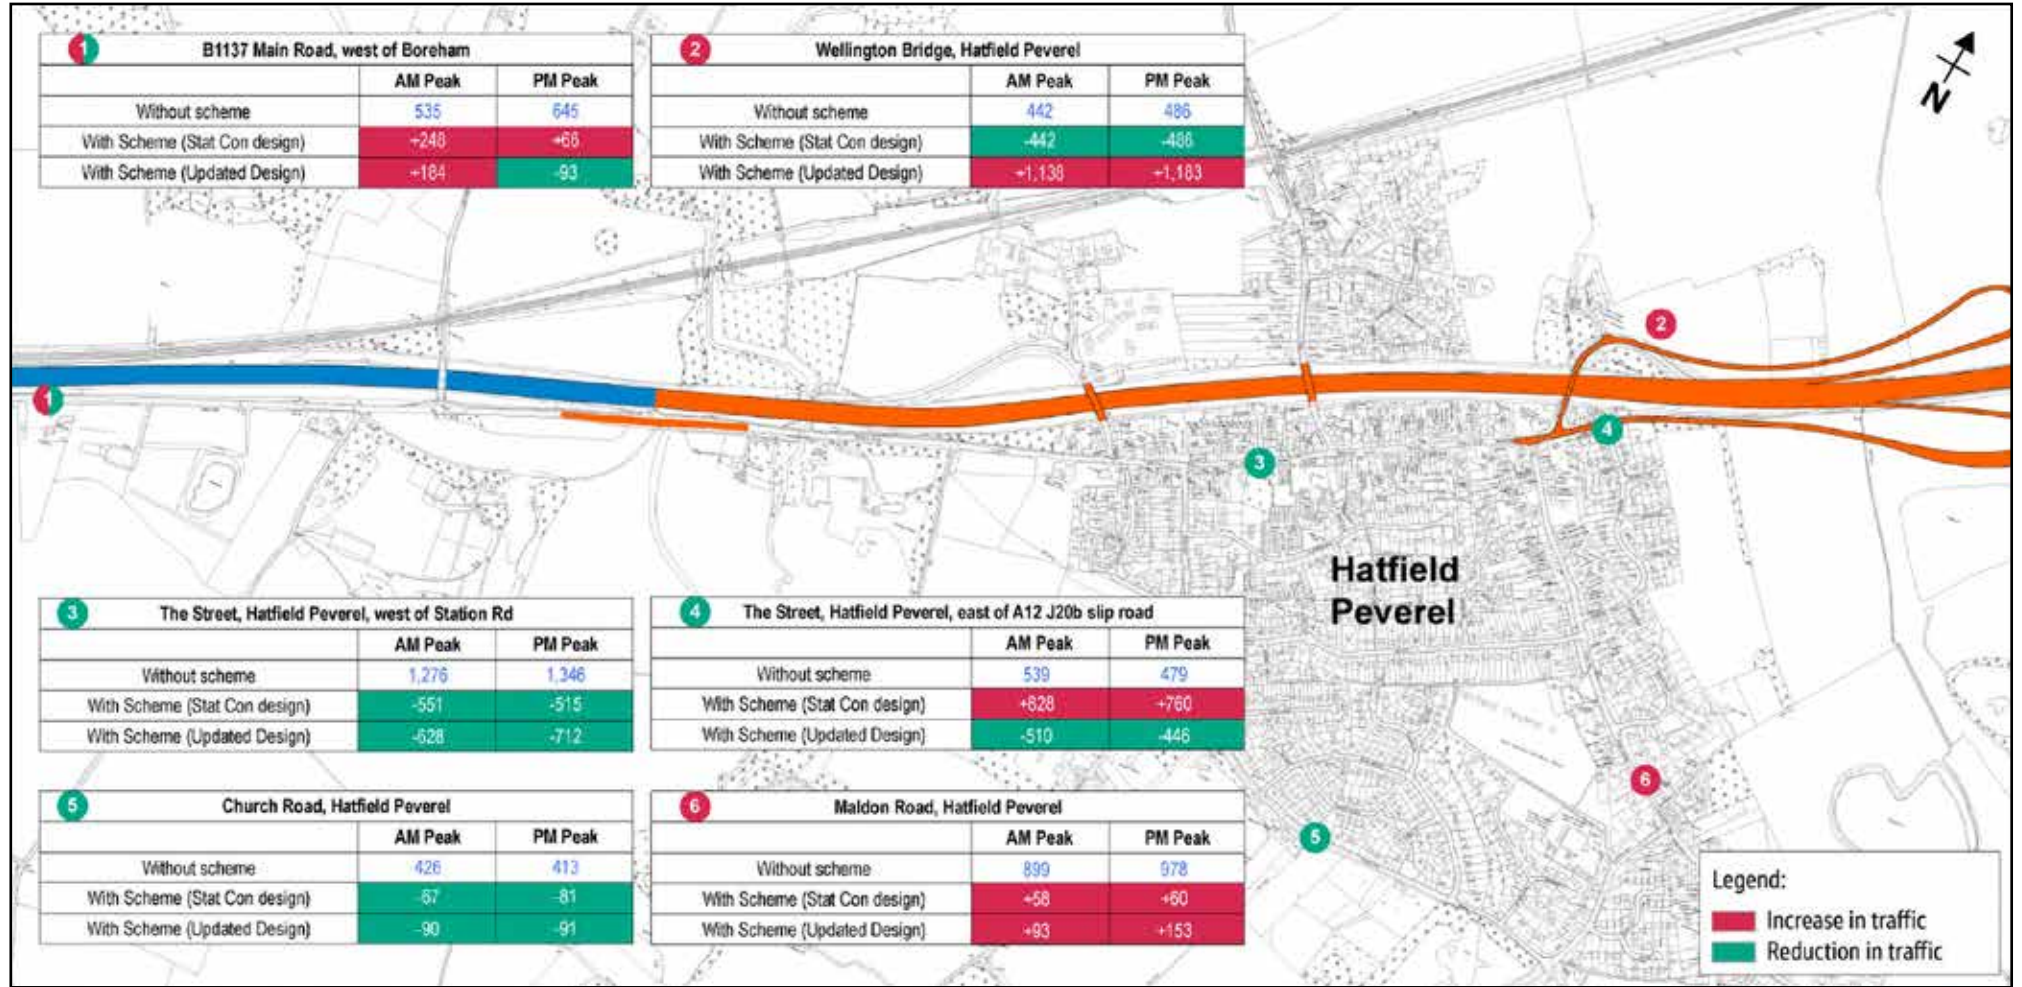 1 B1137 Main Road, west of Boreham
AM Peak PM Peak
Without scheme 535 645
With Scheme (Stat Con design) +248 +66
With Scheme (Updated Design) +184 -93
2 Wellington Bridge, Hatfield Peverel
AM Peak PM Peak
Without scheme 442 486
With Scheme (Stat Con design) -442 -486
With Scheme (Updated Design) +1,138 +1,183
N
2
1
4
3
Hatfield
Peverel
3 The Street, Hatfield Peverel, west of Station Rd
AM Peak PM Peak
Without scheme 1,276 1,346
With Scheme (Stat Con design) -551 -515
With Scheme (Updated Design) -628 -712
4 The Street, Hatfield Peverel, east of A12 J20b slip road
AM Peak PM Peak
Without scheme 539 479
With Scheme (Stat Con design) +828 +760
With Scheme (Updated Design) -510 -446
5 Church Road, Hatfield Peverel
AM Peak PM Peak
Without scheme 426 413
With Scheme (Stat Con design) -67 -81
With Scheme (Updated Design) -90 -91
6 Maldon Road, Hatfield Peverel
AM Peak PM Peak
Without scheme 899 978
With Scheme (Stat Con design) +58 +60
With Scheme (Updated Design) +93 +153
6
5
Legend:
Increase in traffic
Reduction in traffic